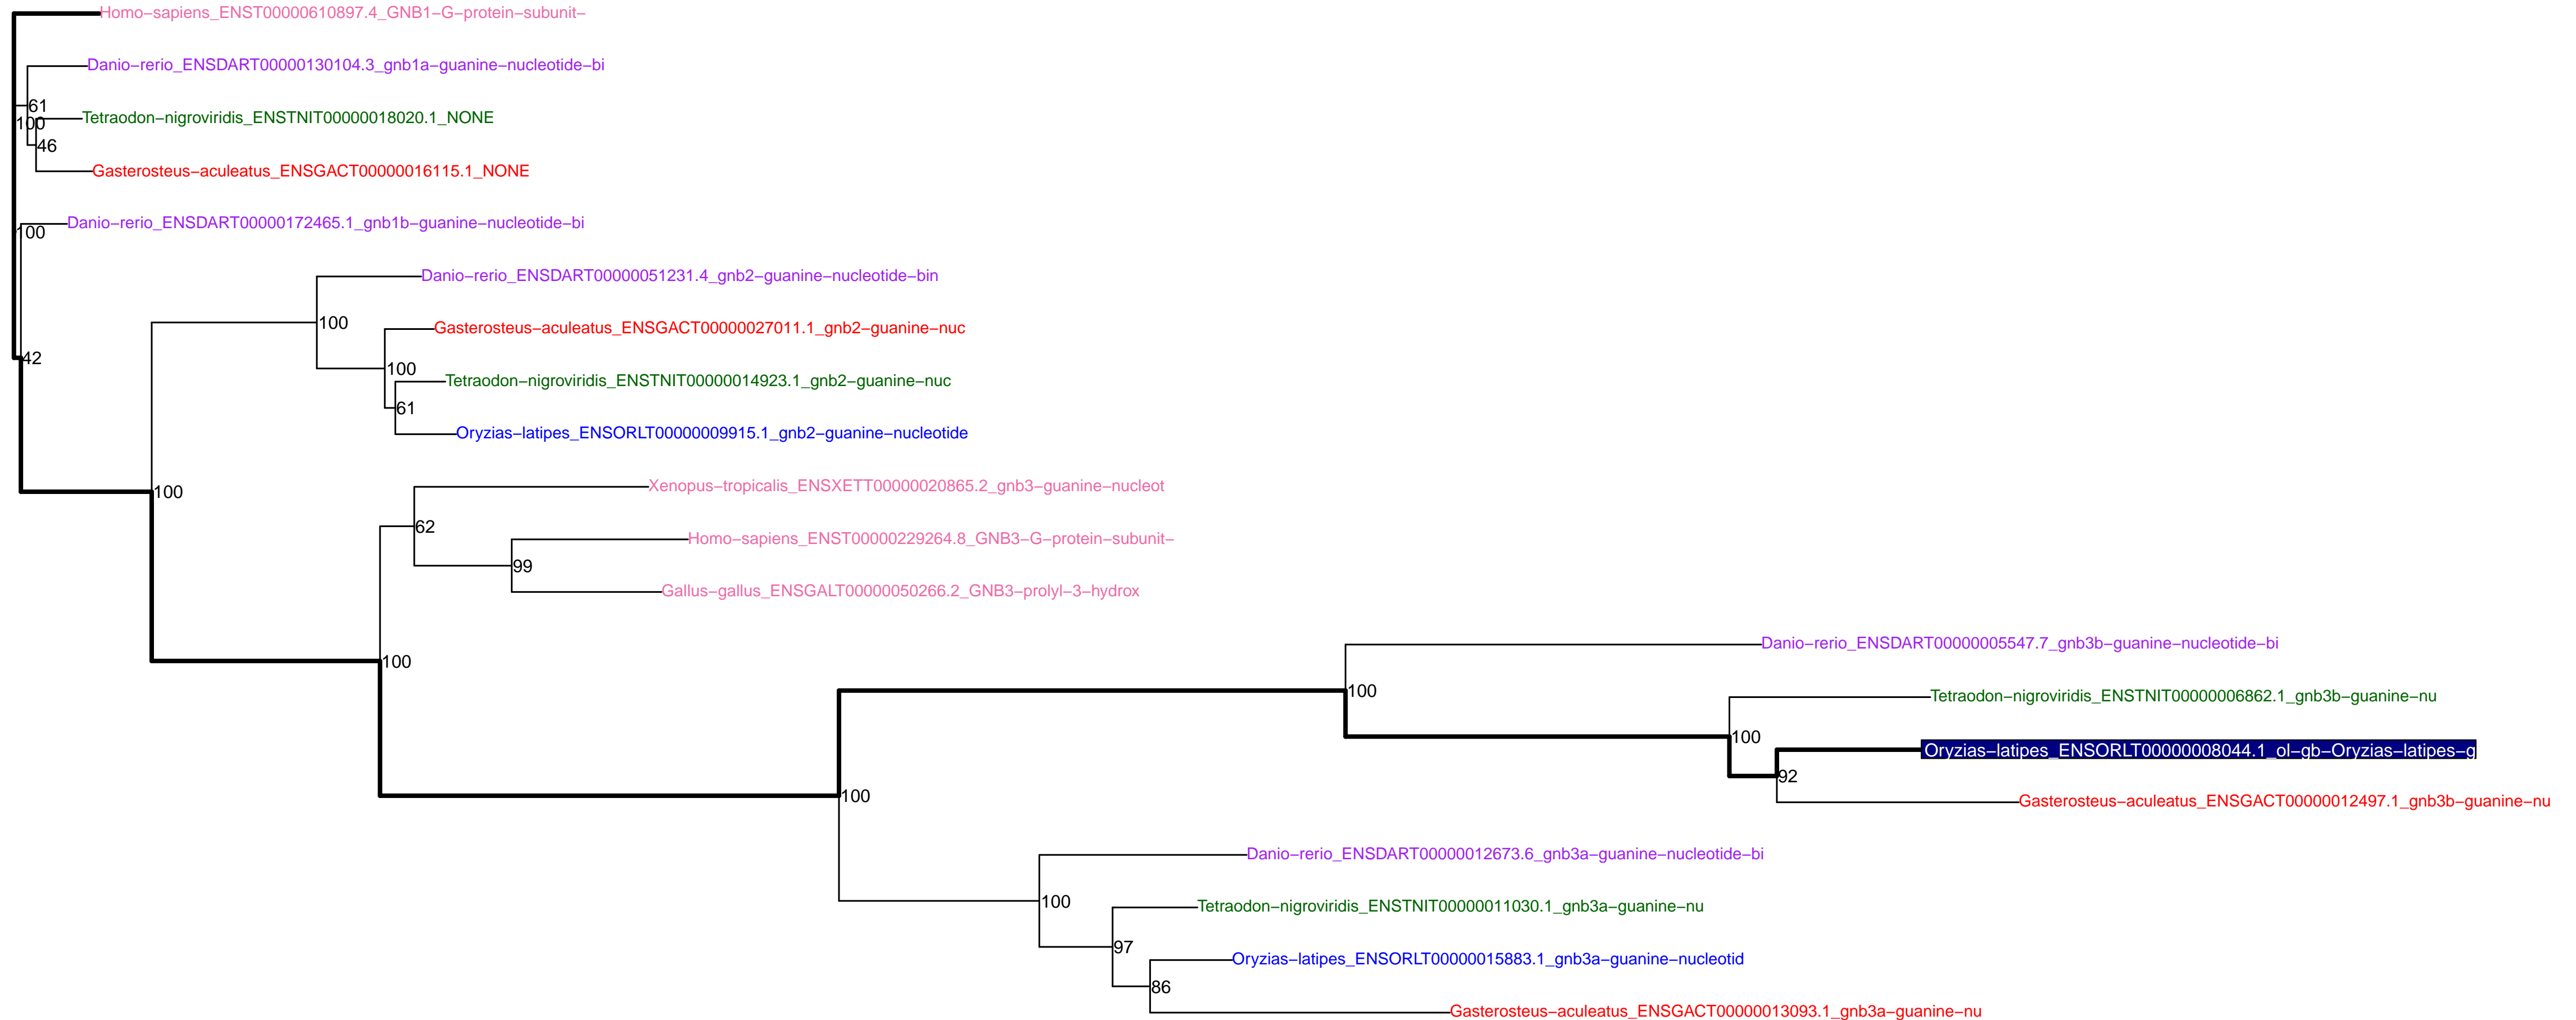 Homo-sapiens_ENST00000610897.4_GNB1-G-protein-subunit-
Danio-rerio_ENSDART00000130104.3_gnb1a-guanine-nucleotide-bi
61
Tetraodon-nigroviridis_ENSTNIT00000018020.1_NONE
100
46
Gasterosteus-aculeatus_ENSGACT00000016115.1_NONE
Danio-rerio_ENSDART00000172465.1_gnb1b-guanine-nucleotide-bi
100
Danio-rerio_ENSDART00000051231.4_gnb2-guanine-nucleotide-bin
100
Gasterosteus-aculeatus_ENSGACT00000027011.1_gnb2-guanine-nuc
42
100
Tetraodon-nigroviridis_ENSTNIT00000014923.1_gnb2-guanine-nuc
61
Oryzias-latipes_ENSORLT00000009915.1_gnb2-guanine-nucleotide
Xenopus-tropicalis_ENSXETT00000020865.2_gnb3-guanine-nucleot
100
62
Homo-sapiens_ENST00000229264.8_GNB3-G-protein-subunit-
99
Gallus-gallus_ENSGALT00000050266.2_GNB3-prolyl-3-hydrox
Danio-rerio_ENSDART00000005547.7_gnb3b-guanine-nucleotide-bi
100
100
Tetraodon-nigroviridis_ENSTNIT00000006862.1_gnb3b-guanine-nu
100
Oryzias-latipes_ENSORLT00000008044.1_ol-gb-Oryzias-latipes-g
92
100
Gasterosteus-aculeatus_ENSGACT00000012497.1_gnb3b-guanine-nu
Danio-rerio_ENSDART00000012673.6_gnb3a-guanine-nucleotide-bi
100
Tetraodon-nigroviridis_ENSTNIT00000011030.1_gnb3a-guanine-nu
97
Oryzias-latipes_ENSORLT00000015883.1_gnb3a-guanine-nucleotid
86
Gasterosteus-aculeatus_ENSGACT00000013093.1_gnb3a-guanine-nu